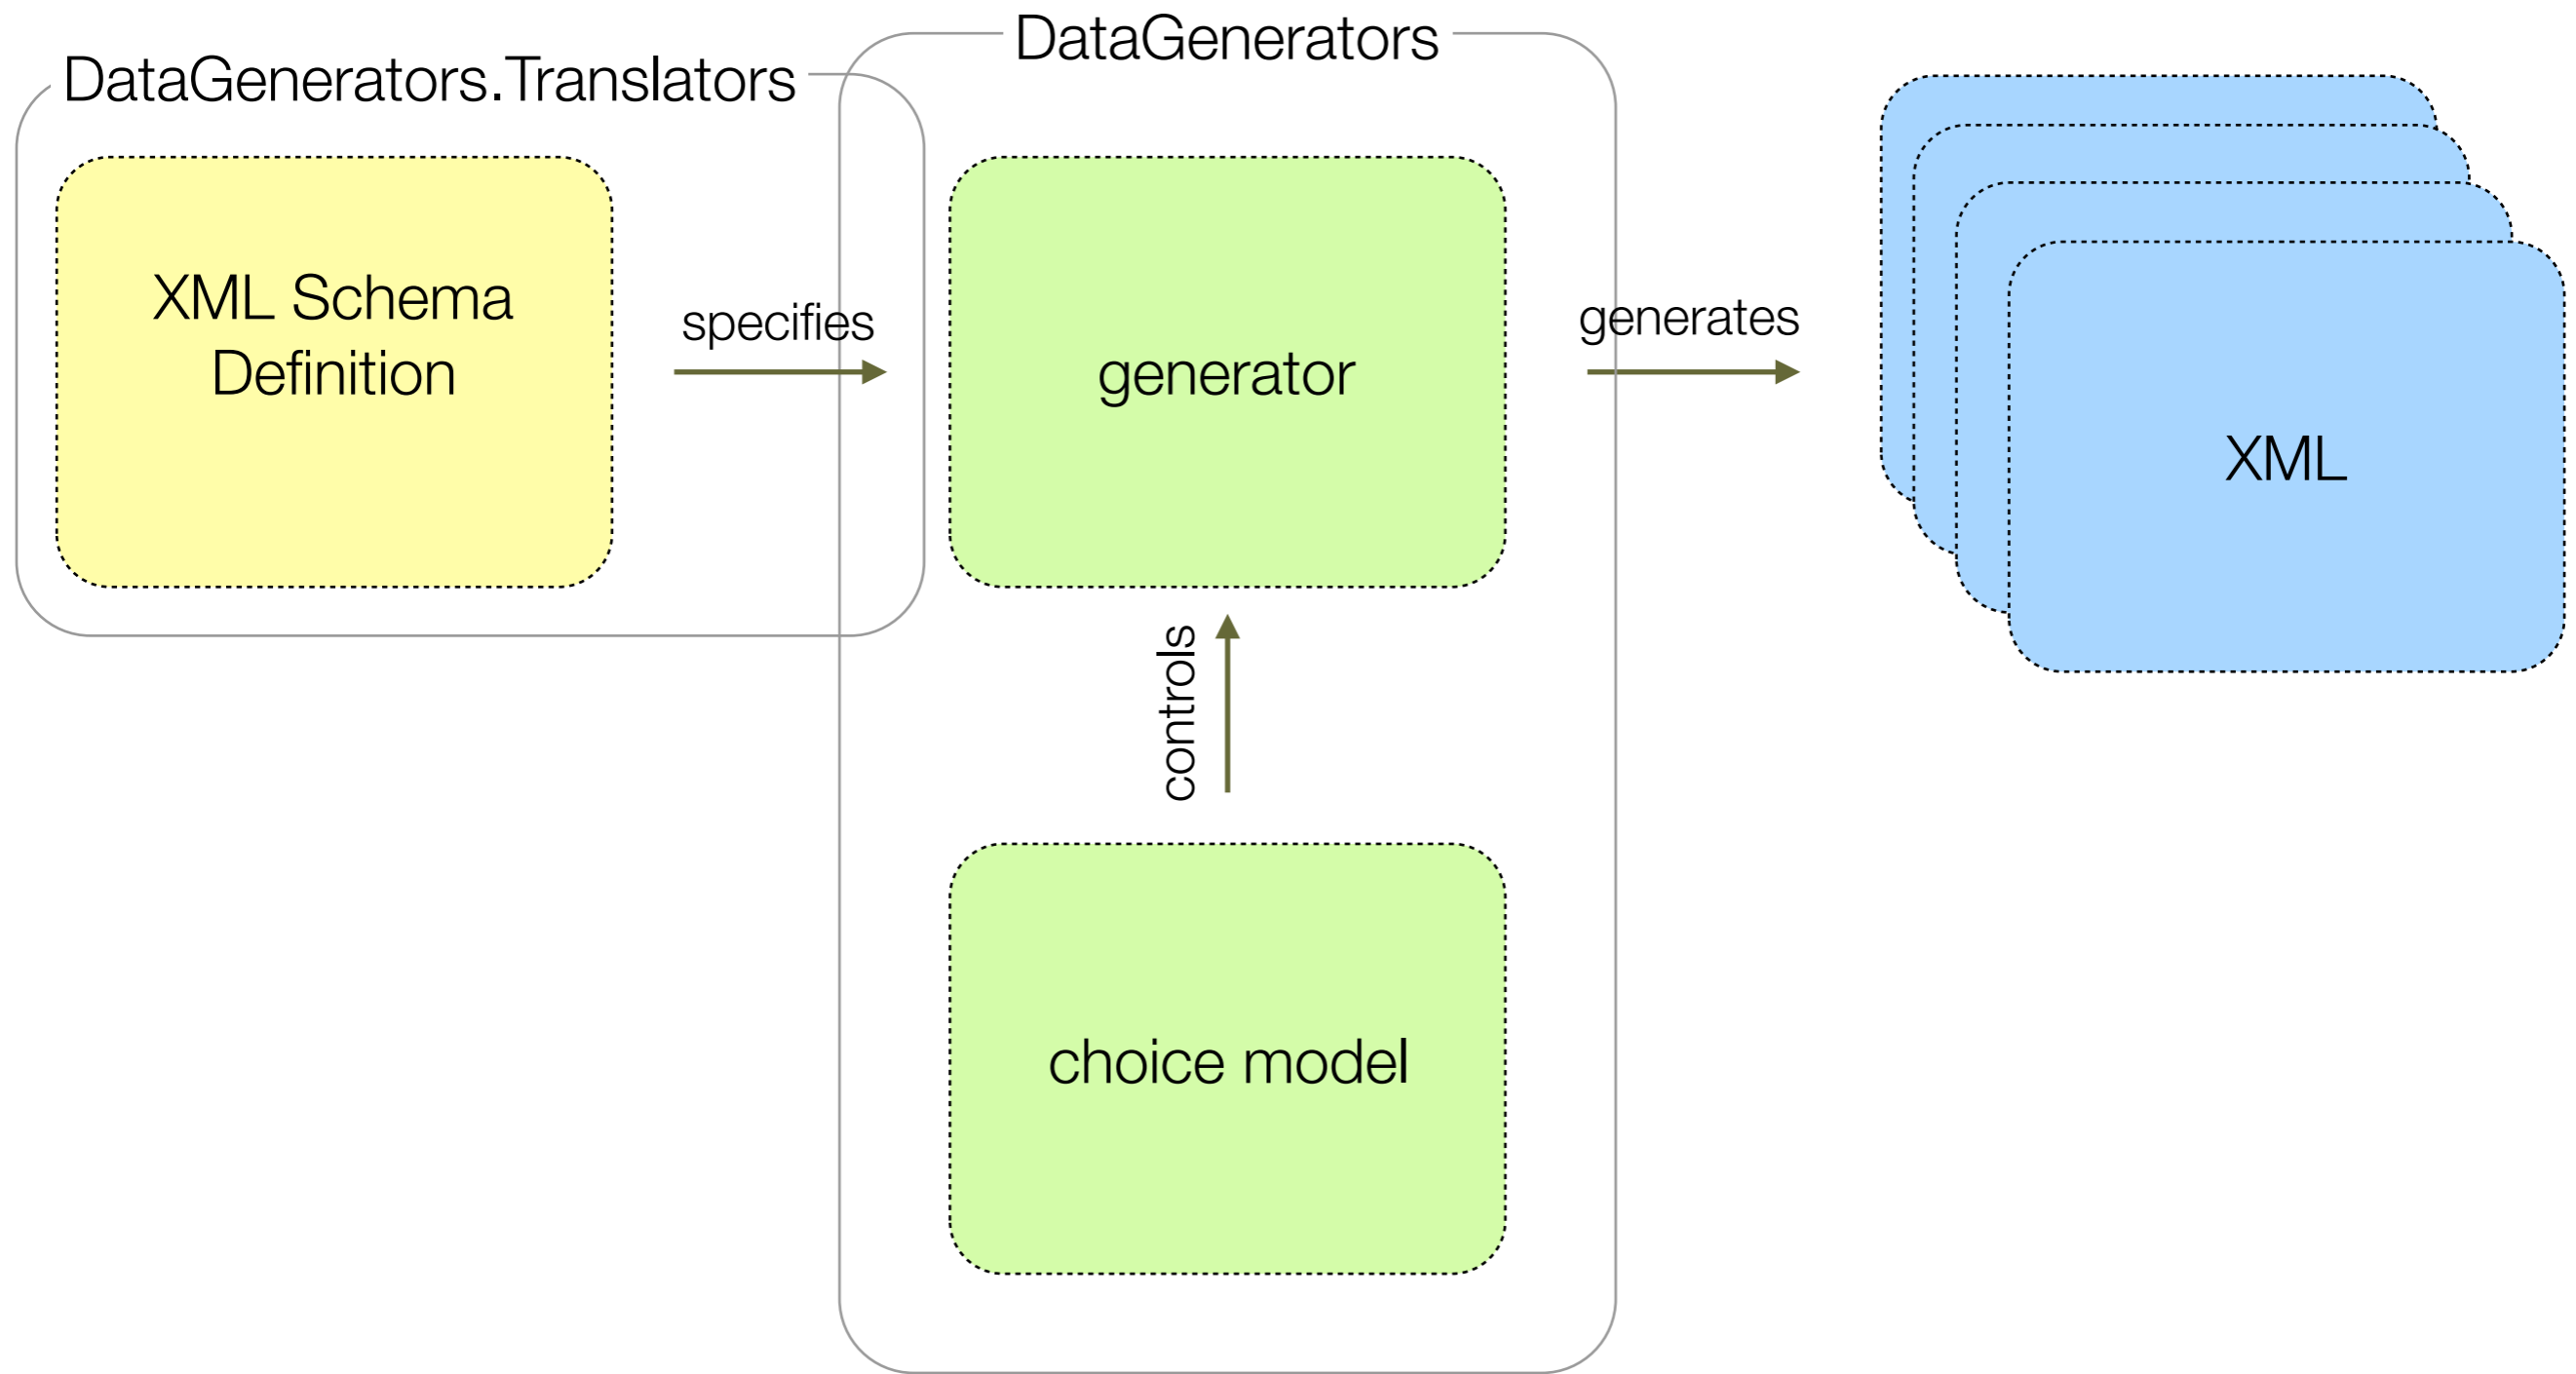 DataGenerators
DataGenerators.Translators
XML Schema
Definition
specifies
generator
generates
XML
controls
choice model